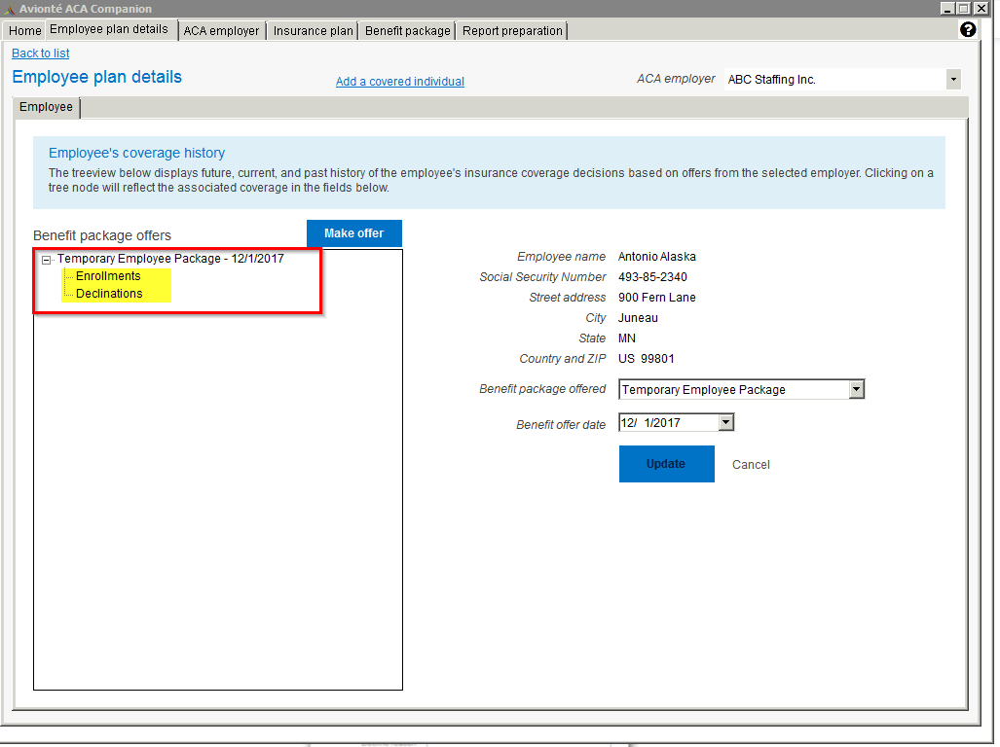 Avionté ACA Companion
Home Employee plan details ACA employer Insurance plan Benefit package Report preparation
Back to list
Employee plan details Add a covered individual ACA employer ABC Staffing Inc.
Employee
Employee's coverage history
The treeview below displays future, current, and past history of the employee's insurance coverage decisions based on offers from the selected employer. Clicking on a
tree node will reflect the associated coverage in the fields below.
Benefit package offers Make offer
Temporary Employee Package - 12/1/2017
Enrollments
Declinations
Employee name Antonio Alaska
Social Security Number 493-85-2340
Street address 900 Fern Lane
City Juneau
State MN
Country and ZIP US 99801
Benefit package offered Temporary Employee Package
Benefit offer date 12/ 1/2017
Update Cancel